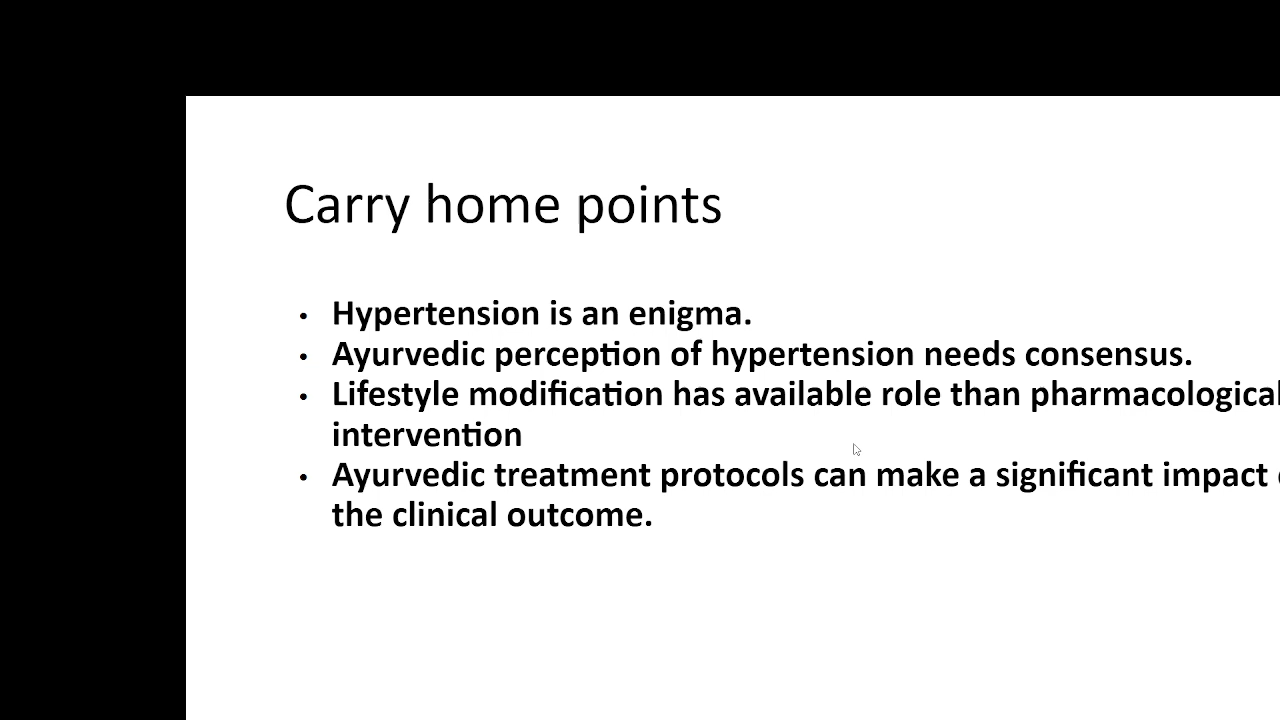 Carry home points
• Hypertension is an enigma.
• Ayurvedic perception of hypertension needs consensus.
• Lifestyle modification has available role than pharmacological
intervention
• Ayurvedic treatment protocols can make a significant impact
the clinical outcome.